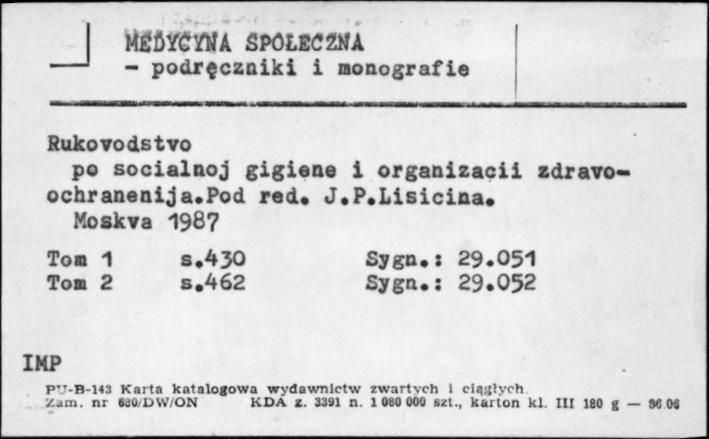 MEDYCYNA SPOŁECZNA
- podręczniki i monografie
Rukovodstvo
po socialnoj gigiene i organizacii zdravo-
ochranenija.Pod red. J.P.Lisicina.
Moskva 1987
Tom 1 s.430 Sygn.: 29.051
Tom 2 s.462 Sygn.: 29.052
IMP
PU-B-143 Karta katalogowa wydawnictw zwartych i ciągłych.
Zam. nr 680/DW/ON KDA z. 3391 n. 1 080 000 szt., karton kl. III 180 g — 86.06